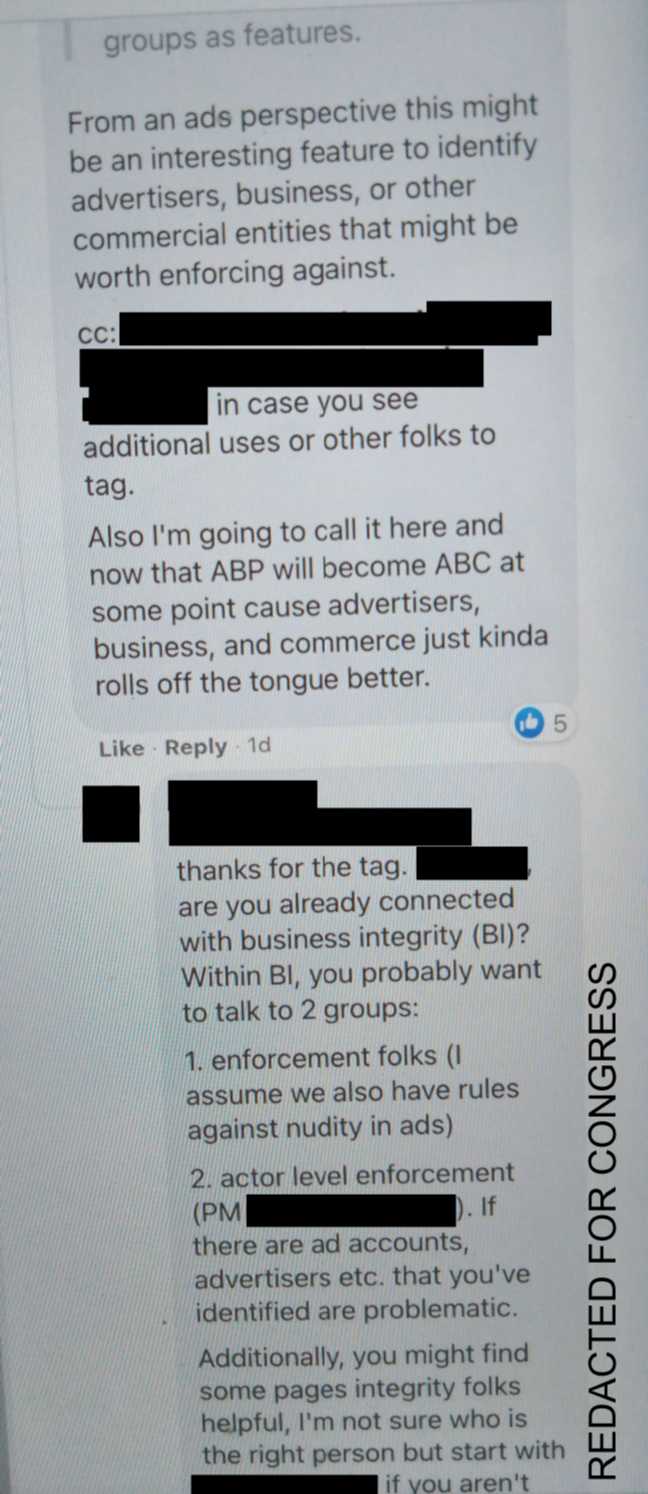 groups as features.
From an ads perspective this might
be an interesting feature to identify
advertisers, business, or other
commercial entities that might be
worth enforcing against.
cc:
in case you see
additional uses or other folks to
tag.
Also I'm going to call it here and
now that ABP will become ABC at
some point cause advertisers,
business, and commerce just kinda
rolls off the tongue better.
5
Like · Reply · 1d
thanks for the tag. ,
are you already connected
with business integrity (BI)?
Within BI, you probably want
to talk to 2 groups:
1. enforcement folks (I
assume we also have rules
against nudity in ads)
2. actor level enforcement
(PM ). If
there are ad accounts,
advertisers etc. that you've
identified are problematic.
Additionally, you might find
some pages integrity folks
helpful, I'm not sure who is
the right person but start with
if you aren't
REDACTED FOR CONGRESS